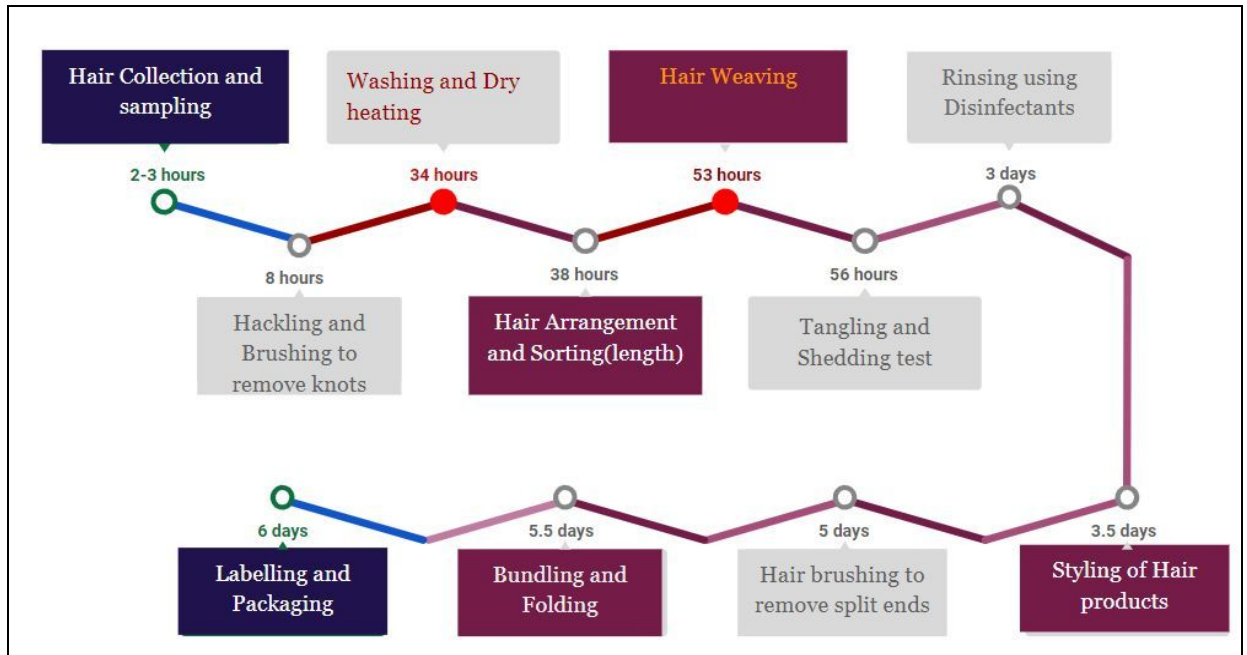 Hair Collection and
sampling
2-3 hours
8 hours
Hackling and
Brushing to
remove knots
Washing and Dry
heating
34 hours
38 hours
Hair Arrangement
and Sorting(length)
Hair Weaving
53 hours
56 hours
Tangling and
Shedding test
Rinsing using
Disinfectants
3 days
3.5 days
Styling of Hair
products
5 days
Hair brushing to
remove split ends
5.5 days
Bundling and
Folding
6 days
Labelling and
Packaging